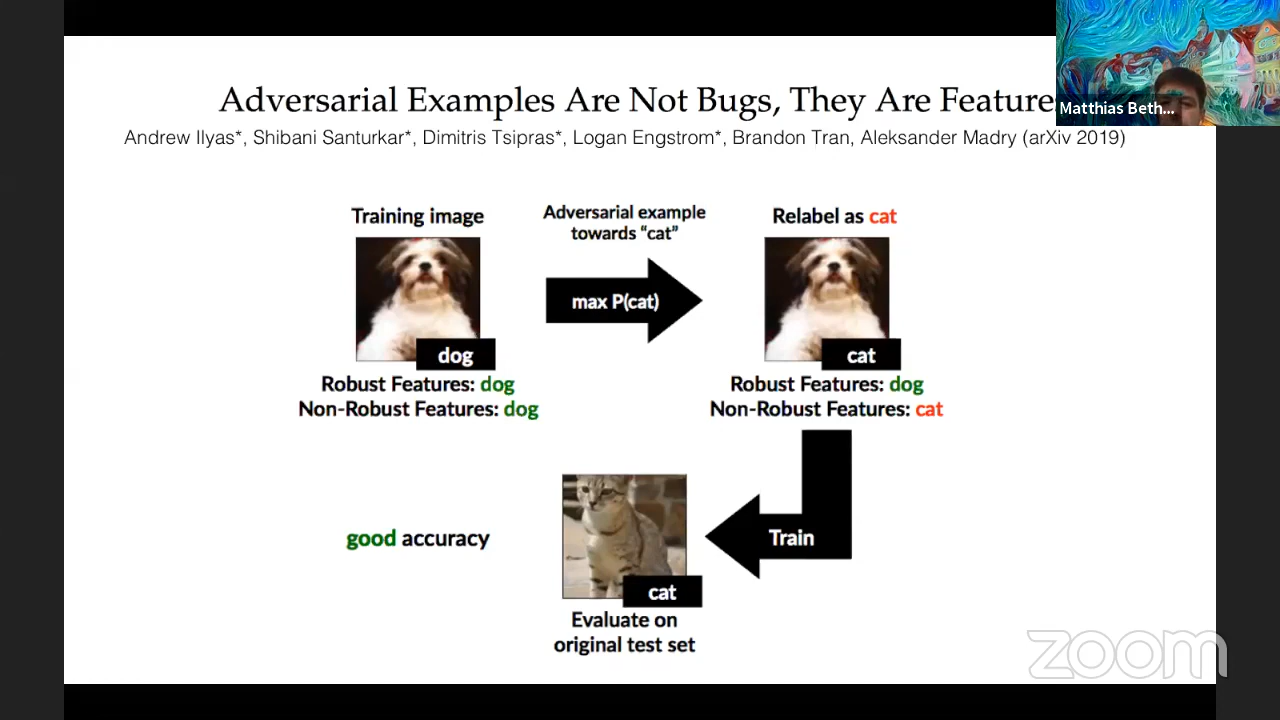 Adversarial Examples Are Not Bugs, They Are Feature
Matthias Beth...
Andrew Ilyas*, Shibani Santurkar*, Dimitris Tsipras*, Logan Engstrom*, Brandon Tran, Aleksander Madry (arXiv 2019)
Training image
Adversarial example
towards “cat”
Relabel as cat
max P(cat)
dog
cat
Robust Features: dog
Non-Robust Features: dog
Robust Features: dog
Non-Robust Features: cat
good accuracy
Train
cat
Evaluate on
original test set
zoom